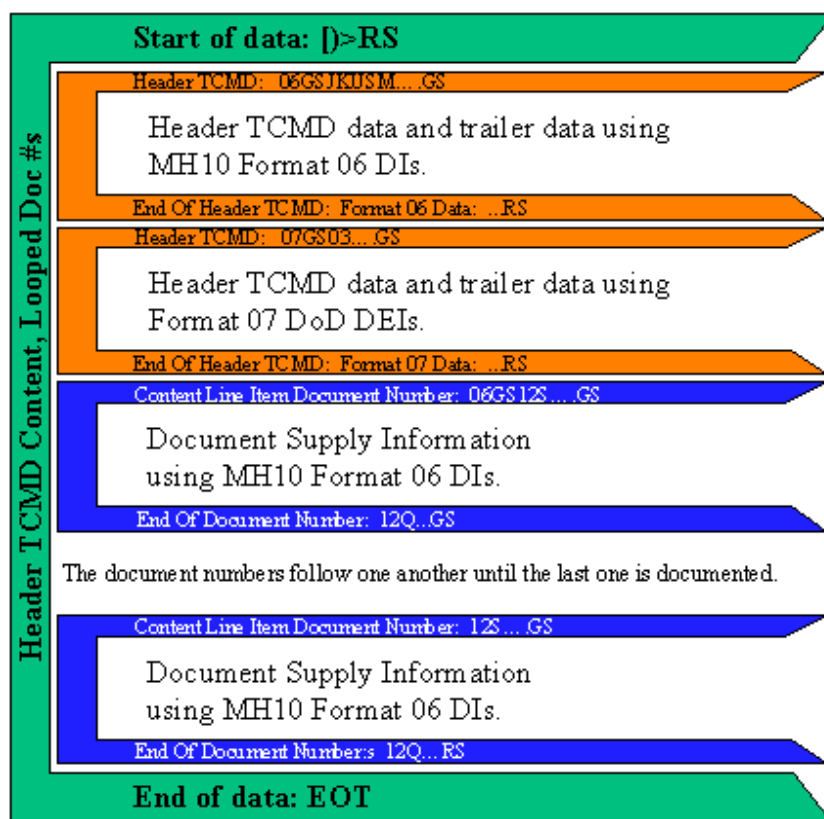 Start of data: [)>RS
Header TCMD: 06GSJKUSM... .GS
Header TCMD data and trailer data using
MH10 Format 06 DIs.
End Of Header TCMD: Format 06 Data: ...RS
Header TCMD: 07GS03... .GS
Header TCMD data and trailer data using
Format 07 DoD DEIs.
End Of Header TCMD: Format 07 Data: ...RS
Content Line Item Document Number: 06GS12S... .GS
Document Supply Information
using MH10 Format 06 DIs.
End Of Document Number: 12Q...GS
The document numbers follow one another until the last one is documented.
Content Line Item Document Number: 12S... .GS
Document Supply Information
using MH10 Format 06 DIs.
End Of Document Number:s 12Q...RS
End of data: EOT
Header TCMD Content, Looped Doc #s